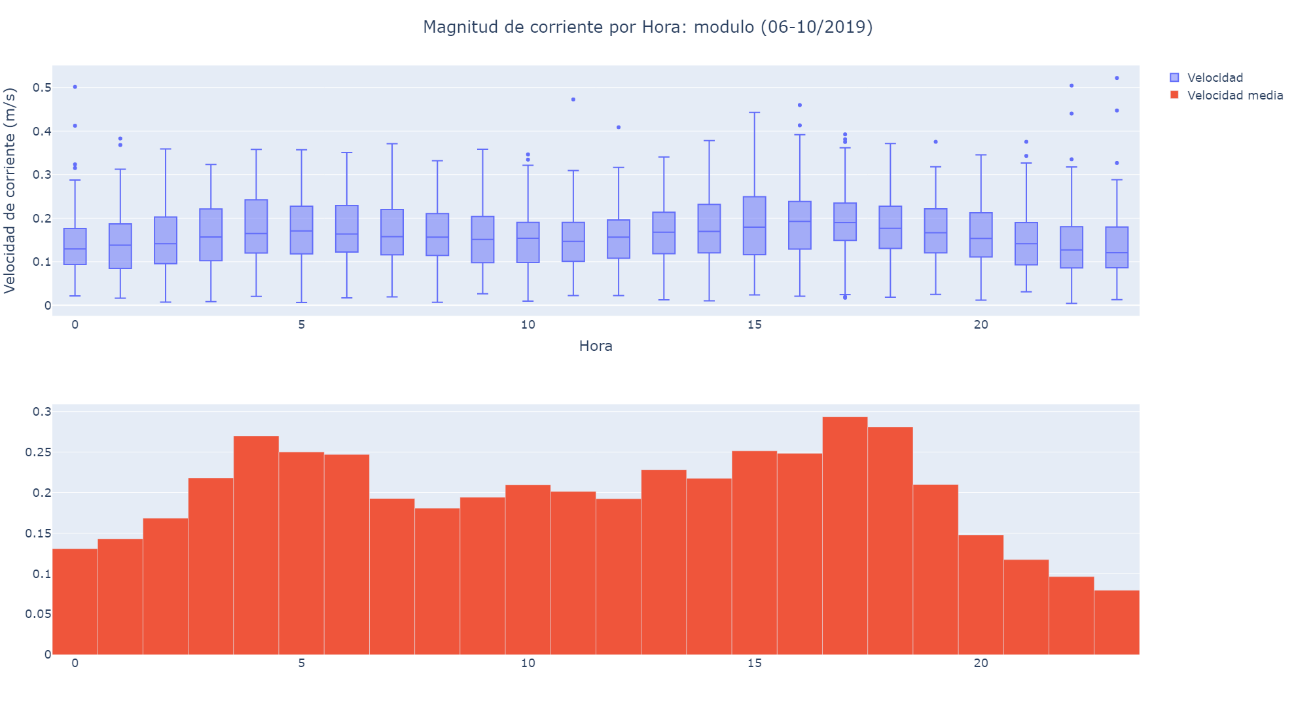 Magnitud de corriente por Hora: modulo (06-10/2019)
Velocidad
Velocidad media
Velocidad de corriente (m/s)
0.5
0.4
0.3
0.2
0.1
0
0 5 10 15 20
Hora
0.3
0.25
0.2
0.15
0.1
0.05
0
0 5 10 15 20